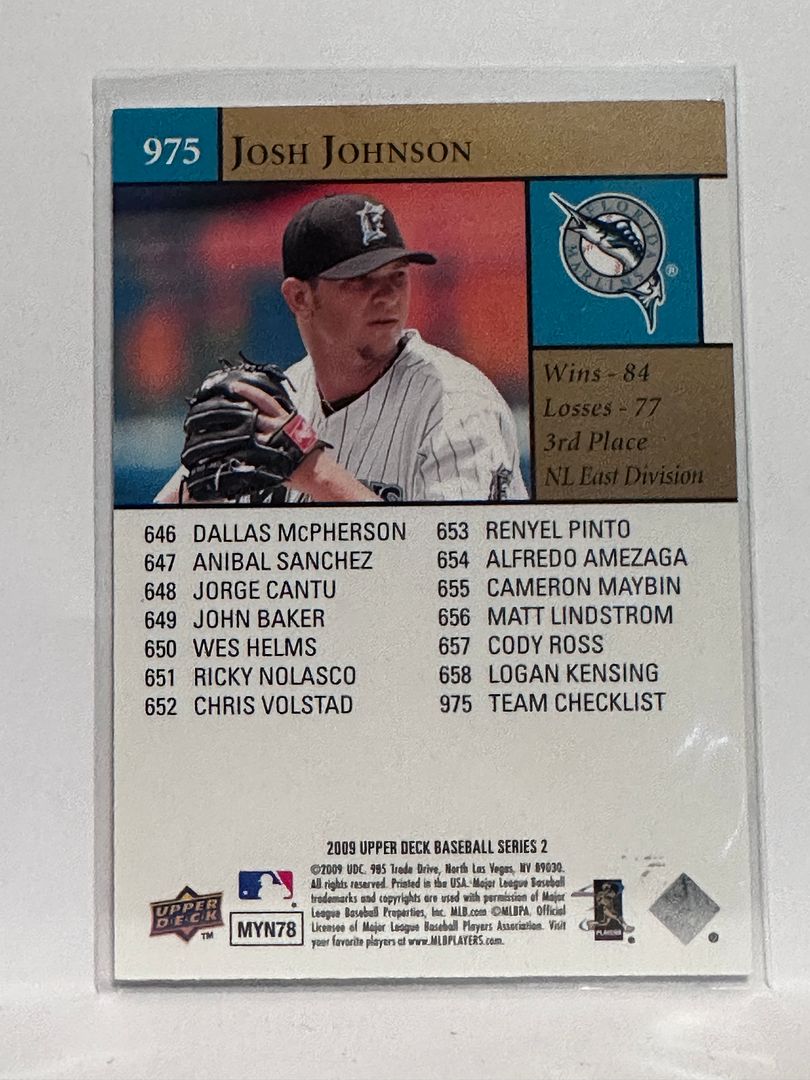 975 JOSH JOHNSON
F
FLORIDA
MARLINS
®
Wins - 84
Losses - 77
3rd Place
NL East Division
646 DALLAS McPHERSON
647 ANIBAL SANCHEZ
648 JORGE CANTU
649 JOHN BAKER
650 WES HELMS
651 RICKY NOLASCO
652 CHRIS VOLSTAD
653 RENYEL PINTO
654 ALFREDO AMEZAGA
655 CAMERON MAYBIN
656 MATT LINDSTROM
657 CODY ROSS
658 LOGAN KENSING
975 TEAM CHECKLIST
2009 UPPER DECK BASEBALL SERIES 2
©2009 UDC. 985 Trade Drive, North Las Vegas, NV 89030.
All rights reserved. Printed in the USA. Major League Baseball
trademarks and copyrights are used with permission of Major
League Baseball Properties, Inc. MLB.com ©MLBPA. Official
Licensee of Major League Baseball Players Association. Visit
your favorite players at www.MLBPLAYERS.com.
UPPER
DECK
TM
MYN78
PLAYERS